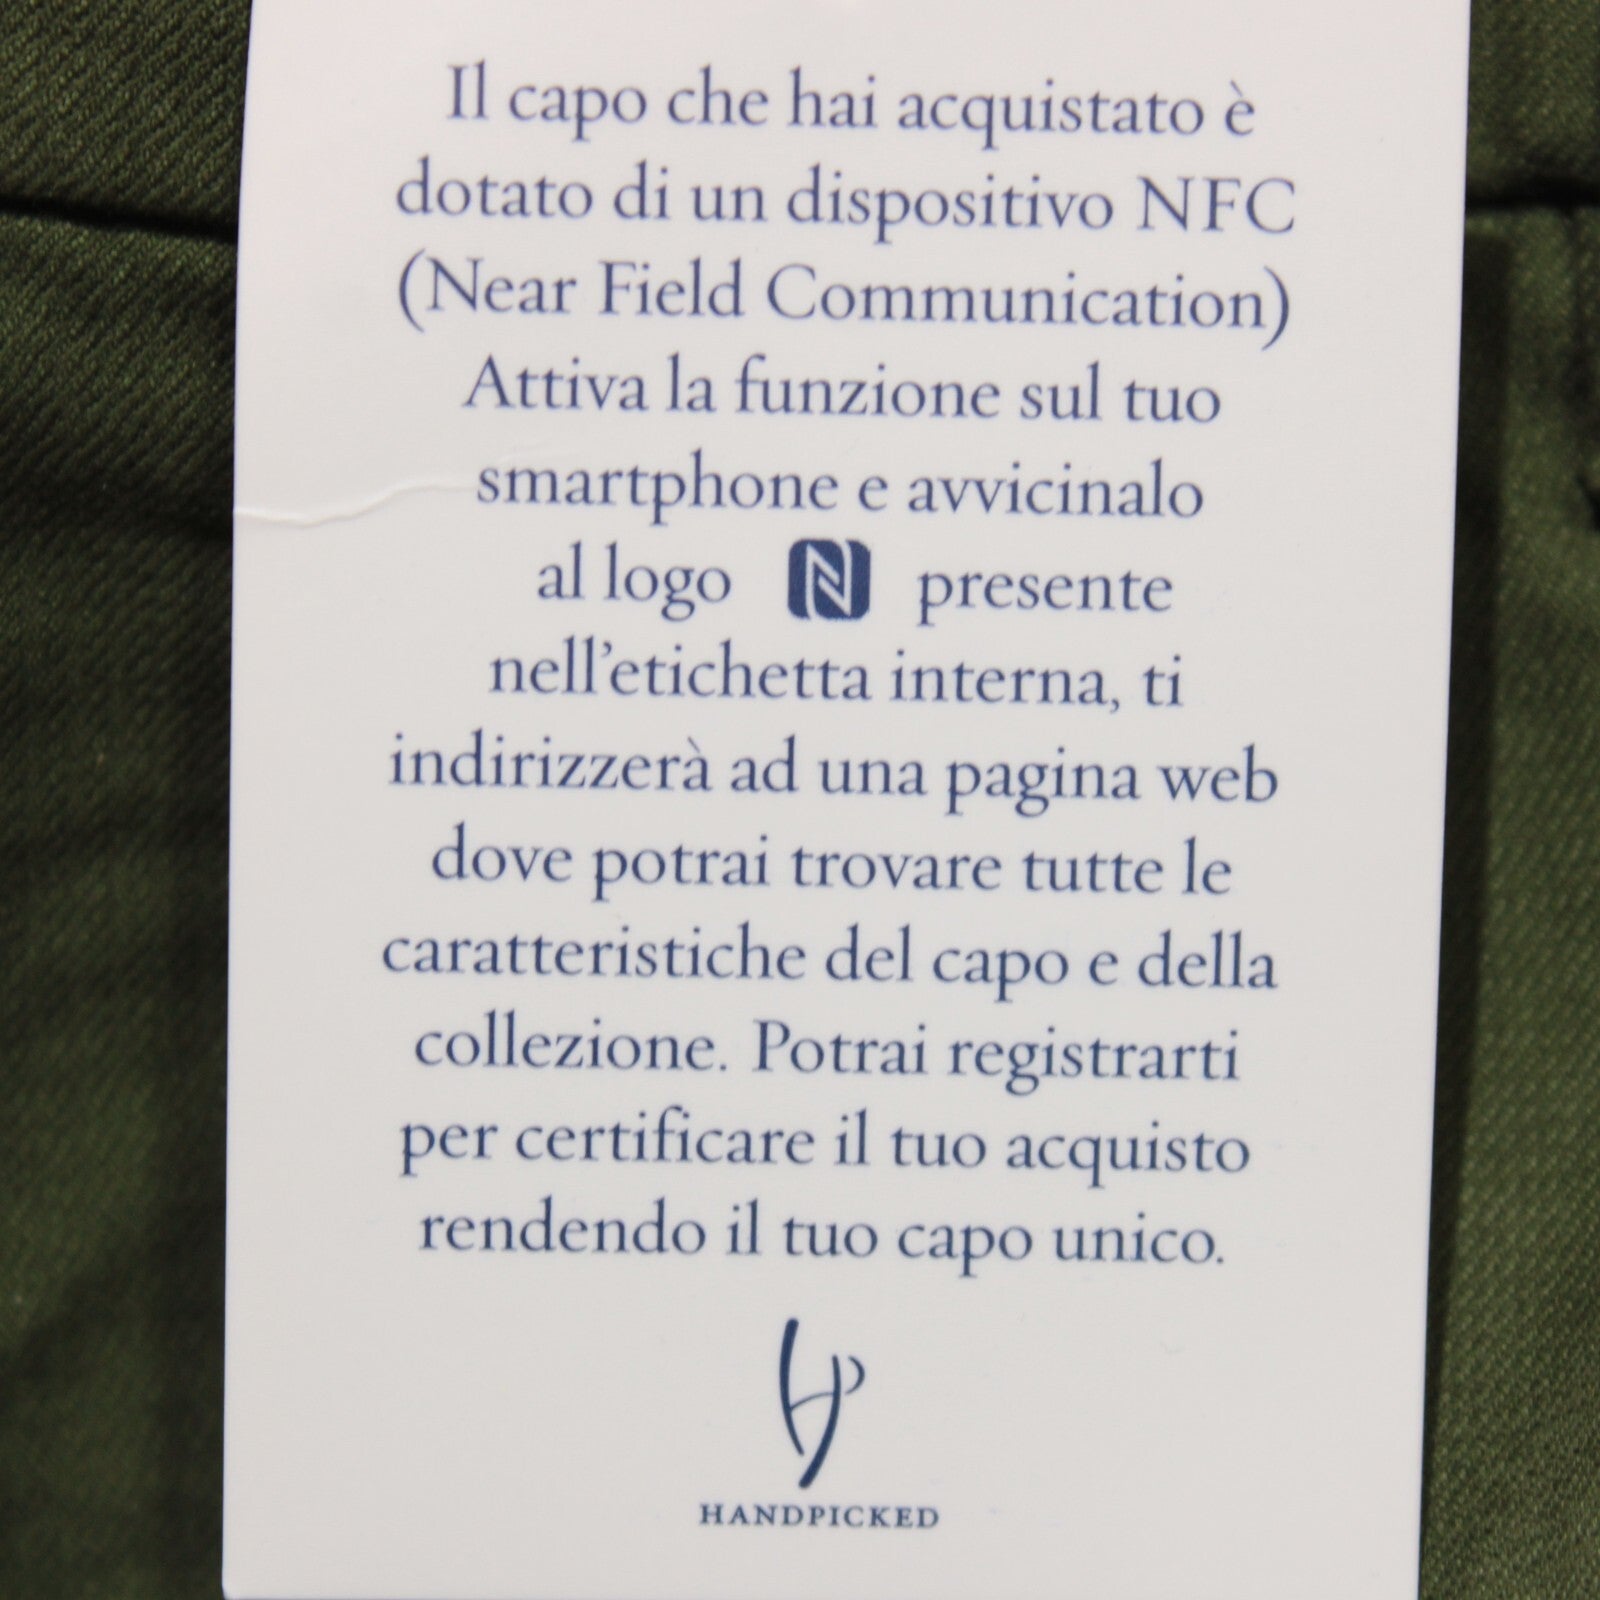 Il capo che hai acquistato è
dotato di un dispositivo NFC
(Near Field Communication)
Attiva la funzione sul tuo
smartphone e avvicinalo
al logo N presente
nell’etichetta interna, ti
indirizzerà ad una pagina web
dove potrai trovare tutte le
caratteristiche del capo e della
collezione. Potrai registrarti
per certificare il tuo acquisto
rendendo il tuo capo unico.
HP
HANDPICKED